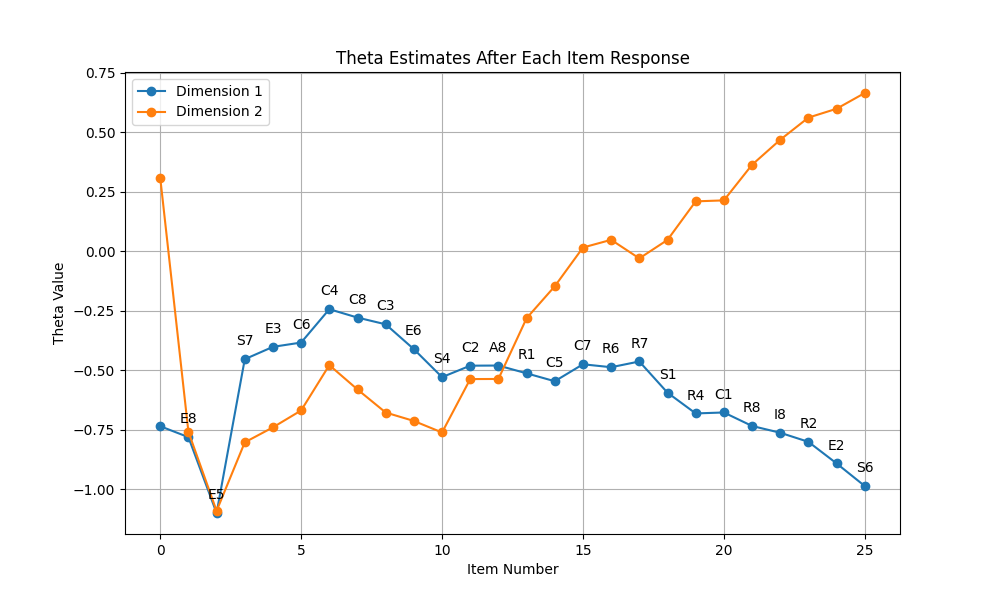 Theta Estimates After Each Item Response
Dimension 1
Dimension 2
Theta Value
0.75
0.50
0.25
0.00
−0.25
−0.50
−0.75
−1.00
E8
E5
S7
E3
C6
C4
C8
C3
E6
S4
C2
A8
R1
C5
C7
R6
R7
S1
R4
C1
R8
I8
R2
E2
S6
0 5 10 15 20 25
Item Number